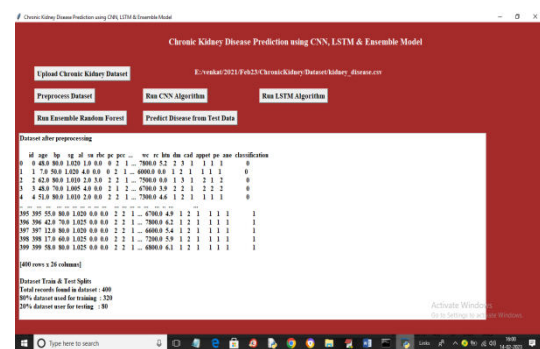 Chronic Kidney Disease Prediction using CNN, LSTM & Ensemble Model
Chronic Kidney Disease Prediction using CNN, LSTM & Ensemble Model
Upload Chronic Kidney Dataset
E:/venkat/2021/Feb23/ChronicKidney/Dataset/kidney_disease.csv
Preprocess Dataset Run CNN Algorithm Run LSTM Algorithm
Run Ensemble Random Forest Predict Disease from Test Data
Dataset after preprocessing
id age bp sg al su rbc pc pcc ... wc rc htn dm cad appet pe ane classification
0 0 48.0 80.0 1.020 1.0 0.0 0 2 1 ... 7800.0 5.2 2 3 1 1 1 1 0
1 1 7.0 50.0 1.020 4.0 0.0 0 2 1 ... 6000.0 0.0 1 2 1 1 1 1 0
2 2 62.0 80.0 1.010 2.0 3.0 2 2 1 ... 7500.0 0.0 1 3 1 2 1 2 0
3 3 48.0 70.0 1.005 4.0 0.0 2 1 2 ... 6700.0 3.9 2 2 1 2 2 2 0
4 4 51.0 80.0 1.010 2.0 0.0 2 2 1 ... 7300.0 4.6 1 2 1 1 1 1 0
.. ... ... ... ... ... ... ... ... ... ... ... ... ...
395 395 55.0 80.0 1.020 0.0 0.0 2 2 1 ... 6700.0 4.9 1 2 1 1 1 1 1
396 396 42.0 70.0 1.025 0.0 0.0 2 2 1 ... 7800.0 6.2 1 2 1 1 1 1 1
397 397 12.0 80.0 1.020 0.0 0.0 2 2 1 ... 6600.0 5.4 1 2 1 1 1 1 1
398 398 17.0 60.0 1.025 0.0 0.0 2 2 1 ... 7200.0 5.9 1 2 1 1 1 1 1
399 399 58.0 80.0 1.025 0.0 0.0 2 2 1 ... 6800.0 6.1 1 2 1 1 1 1 1
[400 rows x 26 columns]
Dataset Train & Test Splits
Total records found in dataset : 400
80% dataset used for training : 320
20% dataset user for testing : 80
Activate Windows
Go to Settings to activate Windows.
Type here to search
Links
16:00
14-02-2023